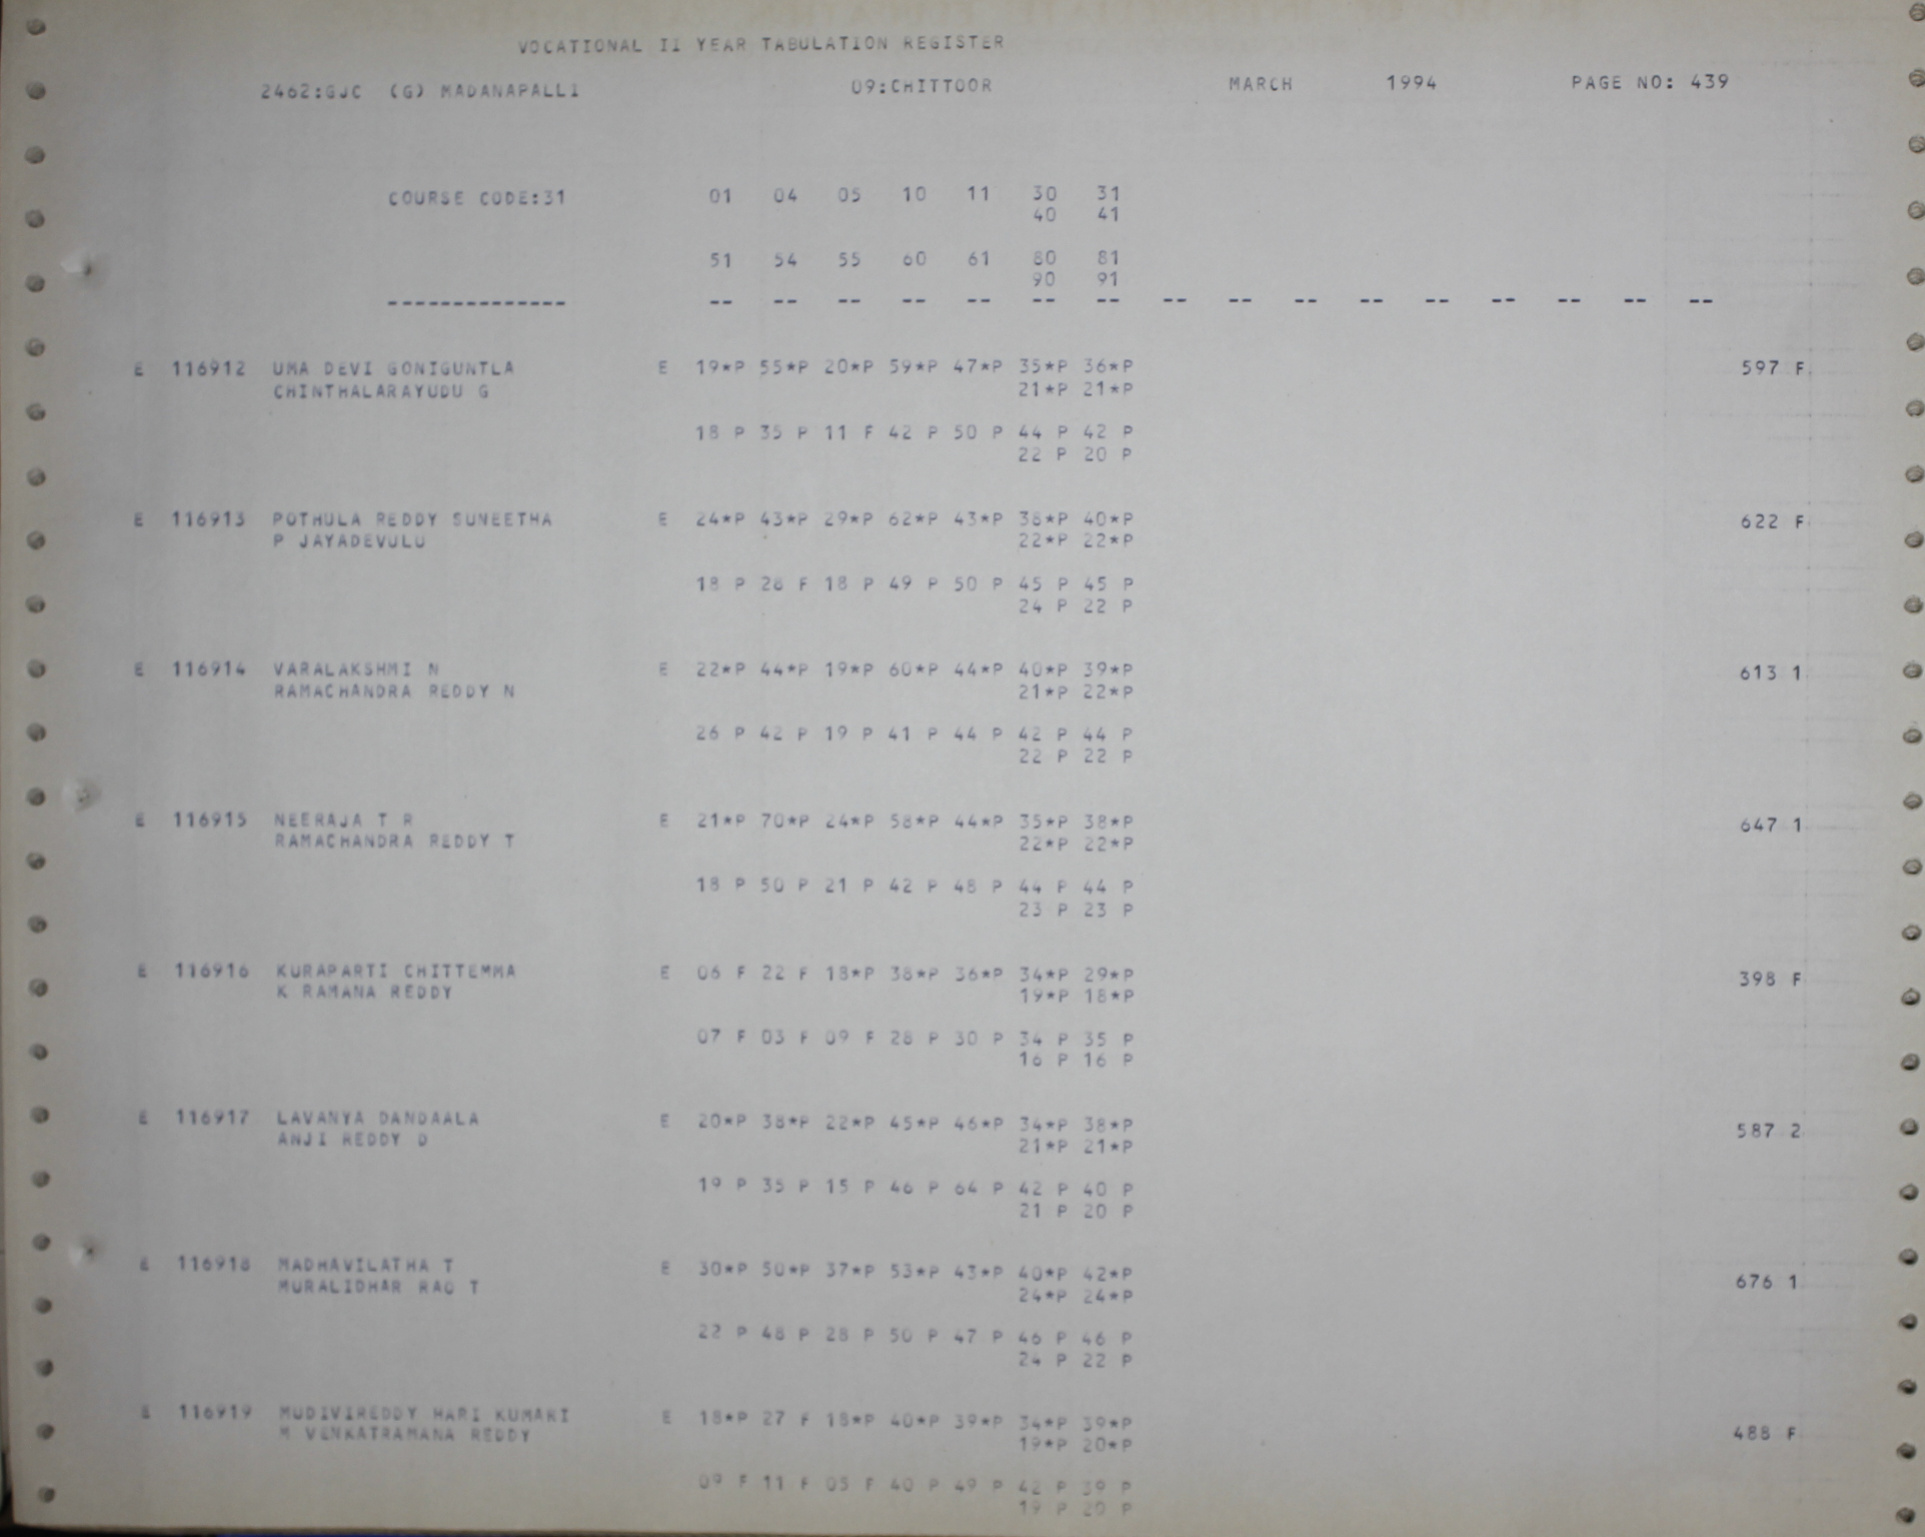 VOCATIONAL II YEAR TABULATION REGISTER
2462:GJC (G) MADANAPALLI 09:CHITTOOR MARCH 1994 PAGE NO: 439
COURSE CODE:31 01 04 05 10 11 30 31
40 41
51 54 55 60 61 80 81
90 91
-------------- -- -- -- -- -- -- -- -- -- -- -- -- -- -- -- --
E 116912 UMA DEVI GONIGUNTLA E 19*P 55*P 20*P 59*P 47*P 35*P 36*P 597 F
CHINTHALARAYUDU G 21*P 21*P
18 P 35 P 11 F 42 P 50 P 44 P 42 P
22 P 20 P
E 116913 POTHULA REDDY SUNEETHA E 24*P 43*P 29*P 62*P 43*P 38*P 40*P 622 F
P JAYADEVULU 22*P 22*P
18 P 26 F 18 P 49 P 50 P 45 P 45 P
24 P 22 P
E 116914 VARALAKSHMI N E 22*P 44*P 19*P 60*P 44*P 40*P 39*P 613 1
RAMACHANDRA REDDY N 21*P 22*P
26 P 42 P 19 P 41 P 44 P 42 P 44 P
22 P 22 P
E 116915 NEERAJA T R E 21*P 70*P 24*P 58*P 44*P 35*P 38*P 647 1
RAMACHANDRA REDDY T 22*P 22*P
18 P 50 P 21 P 42 P 48 P 44 P 44 P
23 P 23 P
E 116916 KURAPARTI CHITTEMMA E 06 F 22 F 18*P 38*P 36*P 34*P 29*P 398 F
K RAMANA REDDY 19*P 18*P
07 F 03 F 09 F 28 P 30 P 34 P 35 P
16 P 16 P
E 116917 LAVANYA DANDAALA E 20*P 38*P 22*P 45*P 46*P 34*P 38*P 587 2
ANJI REDDY D 21*P 21*P
19 P 35 P 15 P 46 P 64 P 42 P 40 P
21 P 20 P
E 116918 MADHAVILATHA T E 30*P 50*P 37*P 53*P 43*P 40*P 42*P 676 1
MURALIDHAR RAO T 24*P 24*P
22 P 48 P 28 P 50 P 47 P 46 P 46 P
24 P 22 P
E 116919 MUDIVIREDDY HARI KUMARI E 18*P 27 F 18*P 40*P 39*P 34*P 39*P 488 F
M VENKATRAMANA REDDY 19*P 20*P
09 F 11 F 05 F 40 P 49 P 42 P 39 P
19 P 20 P